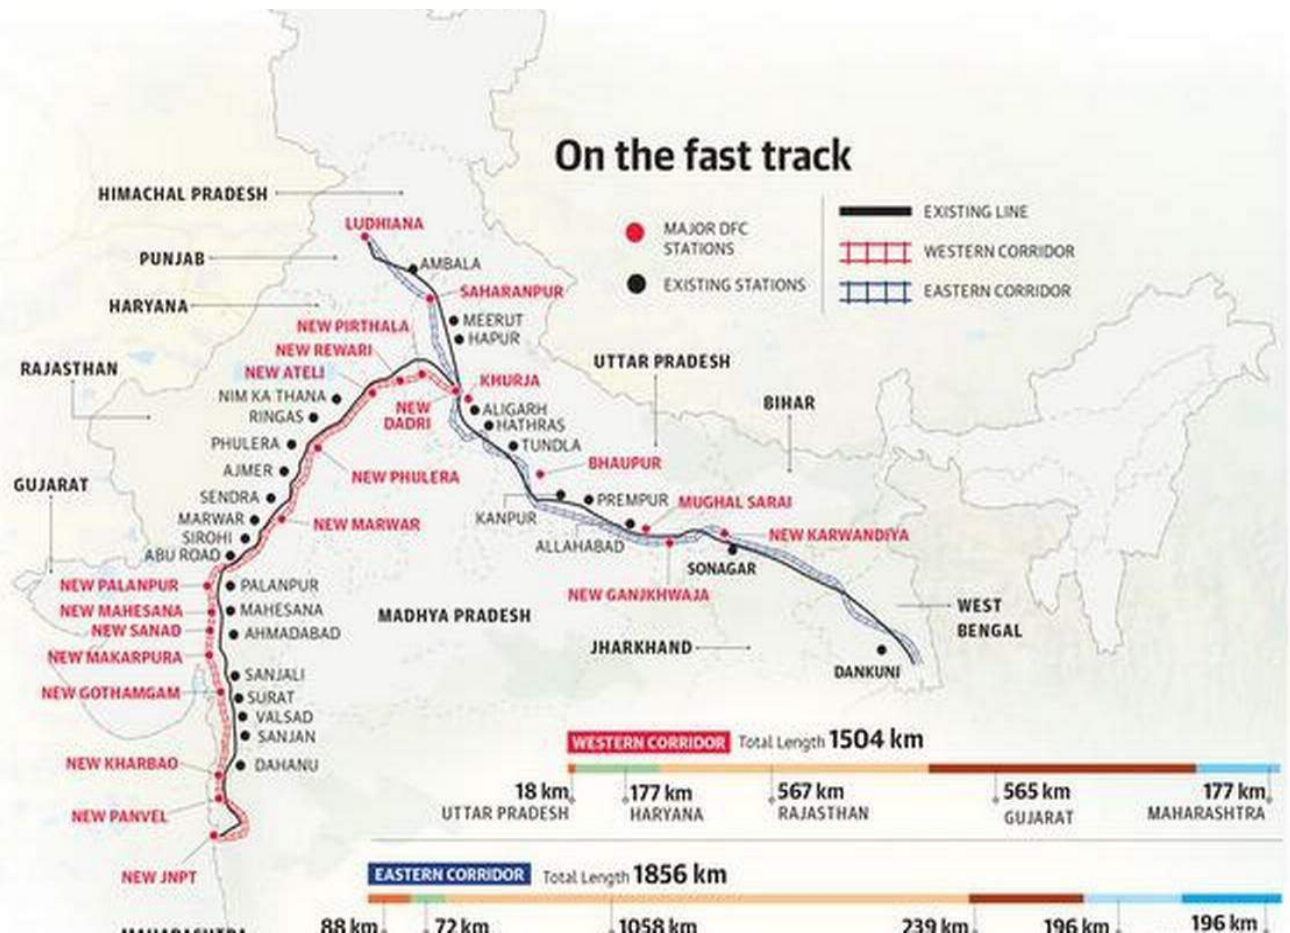 On the fast track
HIMACHAL PRADESH
LUDHIANA
MAJOR DFC
STATIONS
EXISTING STATIONS
EXISTING LINE
WESTERN CORRIDOR
EASTERN CORRIDOR
PUNJAB
AMBALA
HARYANA
SAHARANPUR
NEW PIRTHALA
MEERUT
HAPUR
NEW REWARI
RAJASTHAN
NEW ATELI
UTTAR PRADESH
KHURJA
NIM KA THANA
NEW
DADRI
ALIGARH
BIHAR
RINGAS
HATHRAS
PHULERA
TUNDLA
AJMER
NEW PHULERA
BHAUPUR
GUJARAT
SENDRA
PREMPUR
MUGHAL SARAI
MARWAR
NEW MARWAR
KANPUR
SIROHI
NEW KARWANDIYA
ABU ROAD
ALLAHABAD
SONAGAR
NEW PALANPUR
PALANPUR
NEW GANJKHWAJA
NEW MAHESANA
MAHESANA
MADHYA PRADESH
WEST
BENGAL
NEW SANAD
AHMADABAD
NEW MAKARPURA
JHARKHAND
DANKUNI
SANJALI
NEW GOTHAMGAM
SURAT
VALSAD
SANJAN
NEW KHARBAO
DAHANU
NEW PANVEL
NEW JNPT
WESTERN CORRIDOR Total Length 1504 km
18 km 177 km 567 km 565 km 177 km
UTTAR PRADESH HARYANA RAJASTHAN GUJARAT MAHARASHTRA
EASTERN CORRIDOR Total Length 1856 km
88 km 72 km 1058 km 239 km 196 km 196 km